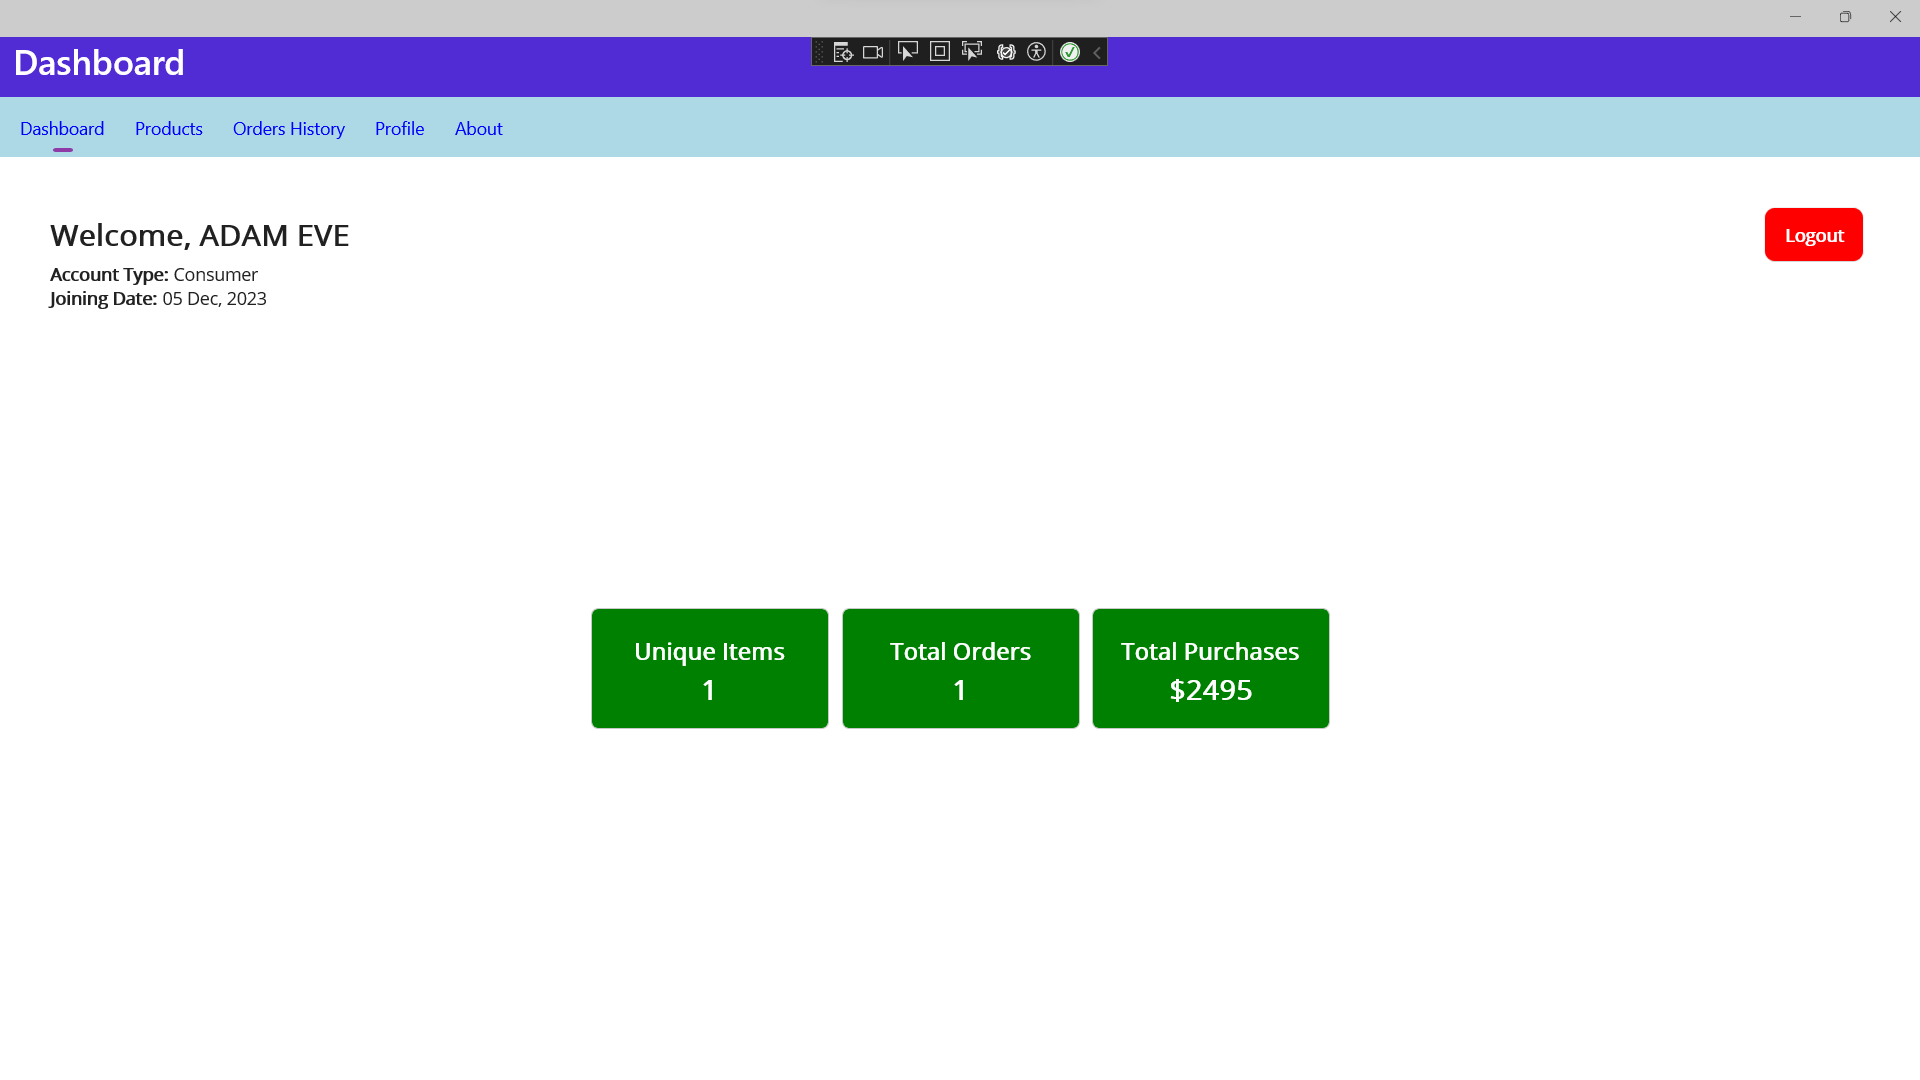 Dashboard
Dashboard Products Orders History Profile About
Welcome, ADAM EVE
Logout
Account Type: Consumer
Joining Date: 05 Dec, 2023
Unique Items Total Orders Total Purchases
1 1 $2495